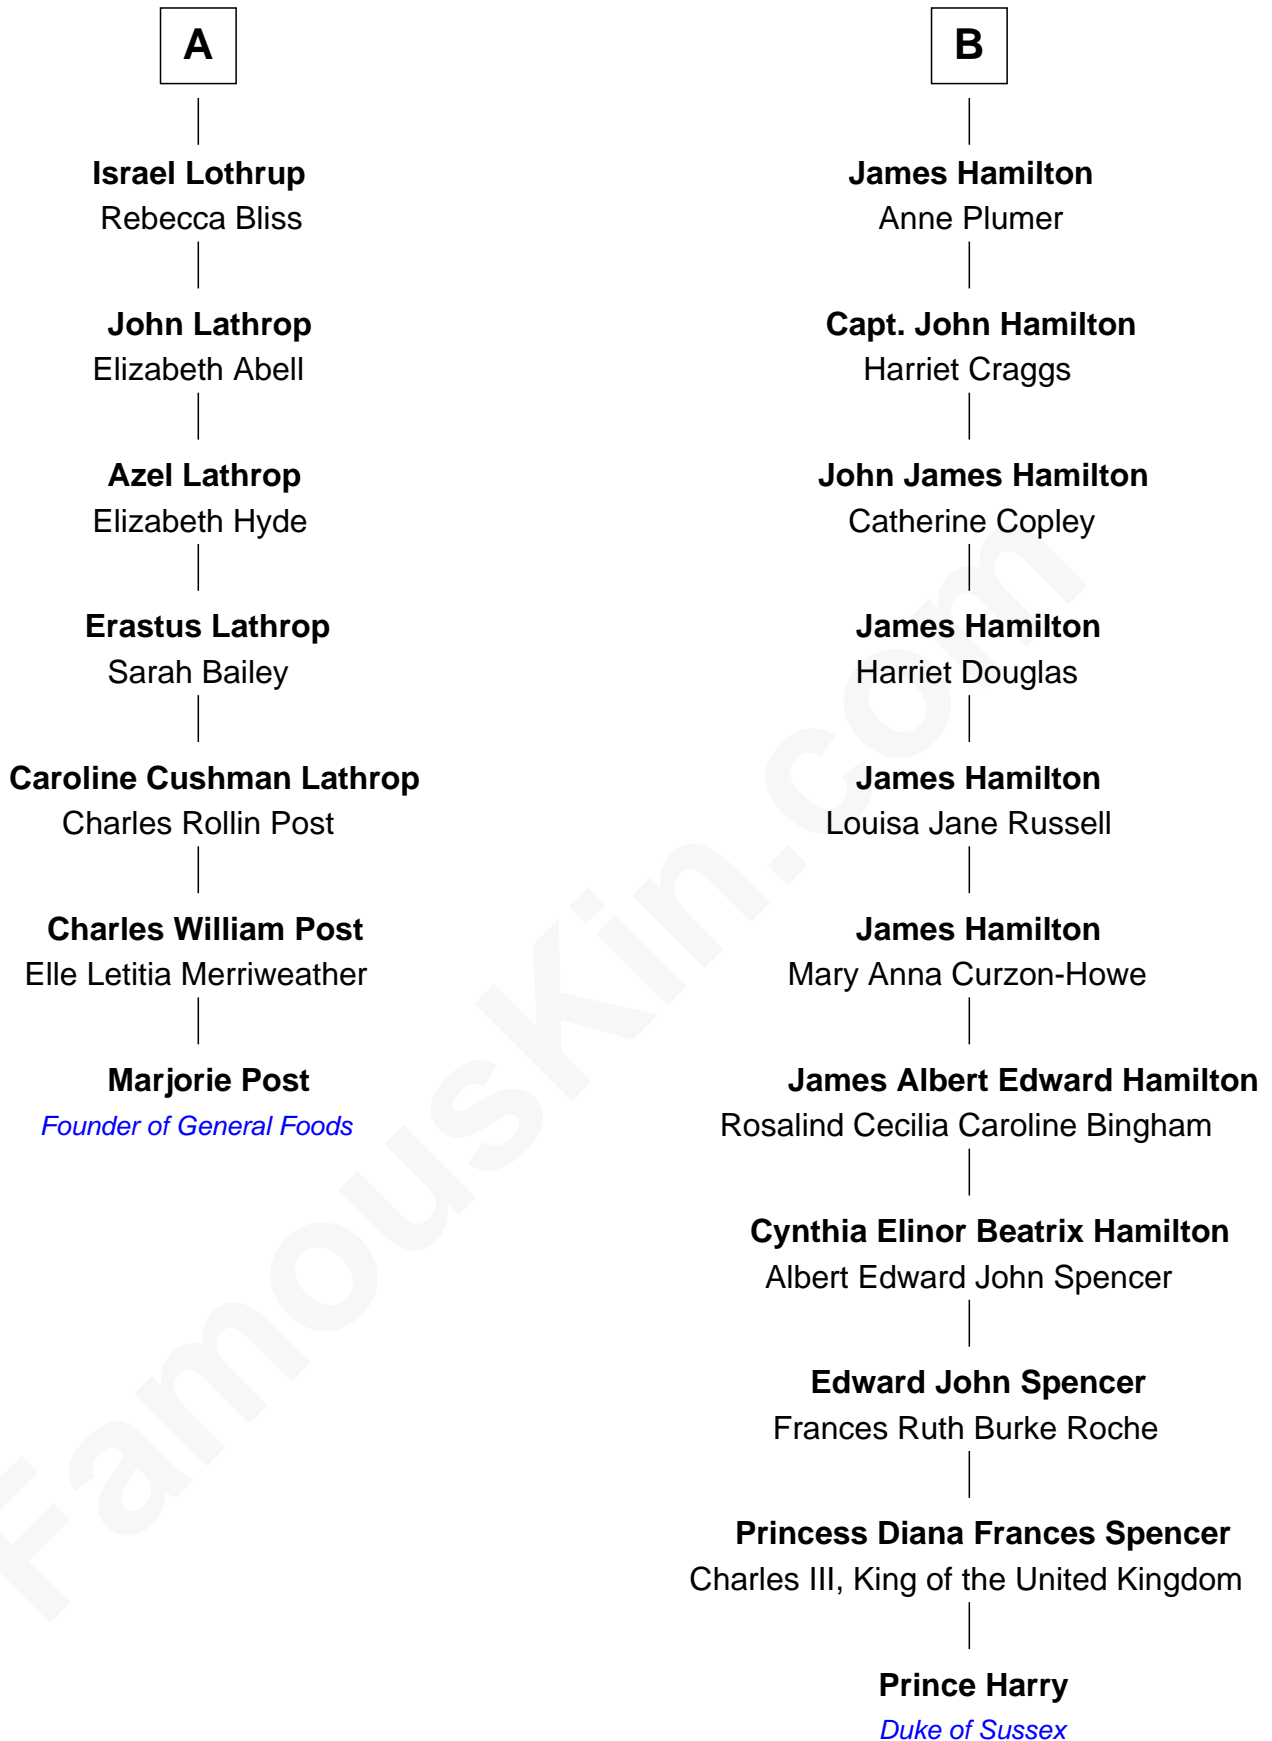 A
Israel Lothrup
Rebecca Bliss
John Lathrop
Elizabeth Abell
Azel Lathrop
Elizabeth Hyde
Erastus Lathrop
Sarah Bailey
Caroline Cushman Lathrop
Charles Rollin Post
Charles William Post
Elle Letitia Merriweather
Marjorie Post
Founder of General Foods
B
James Hamilton
Anne Plumer
Capt. John Hamilton
Harriet Craggs
John James Hamilton
Catherine Copley
James Hamilton
Harriet Douglas
James Hamilton
Louisa Jane Russell
James Hamilton
Mary Anna Curzon-Howe
James Albert Edward Hamilton
Rosalind Cecilia Caroline Bingham
Cynthia Elinor Beatrix Hamilton
Albert Edward John Spencer
Edward John Spencer
Frances Ruth Burke Roche
Princess Diana Frances Spencer
Charles III, King of the United Kingdom
Prince Harry
Duke of Sussex
FamousKin.com